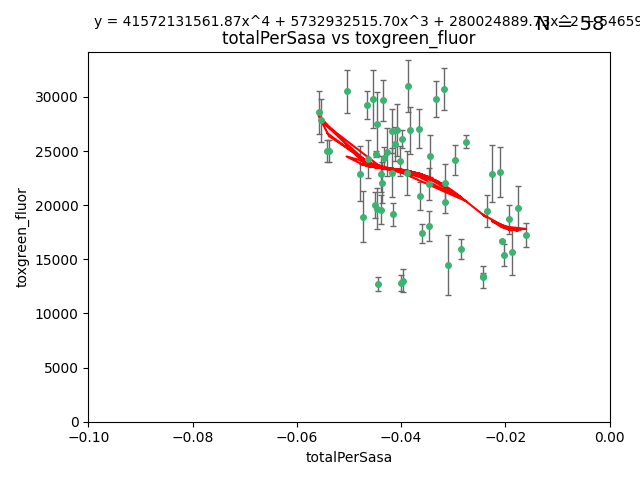 y = 41572131561.87x^4 + 5732932515.70x^3 +
N = 58
totalPerSasa vs toxgreen_fluor
toxgreen_fluor
30000
25000
20000
15000
10000
5000
0
−0.10 −0.08 −0.06 −0.04 −0.02 0.00
totalPerSasa